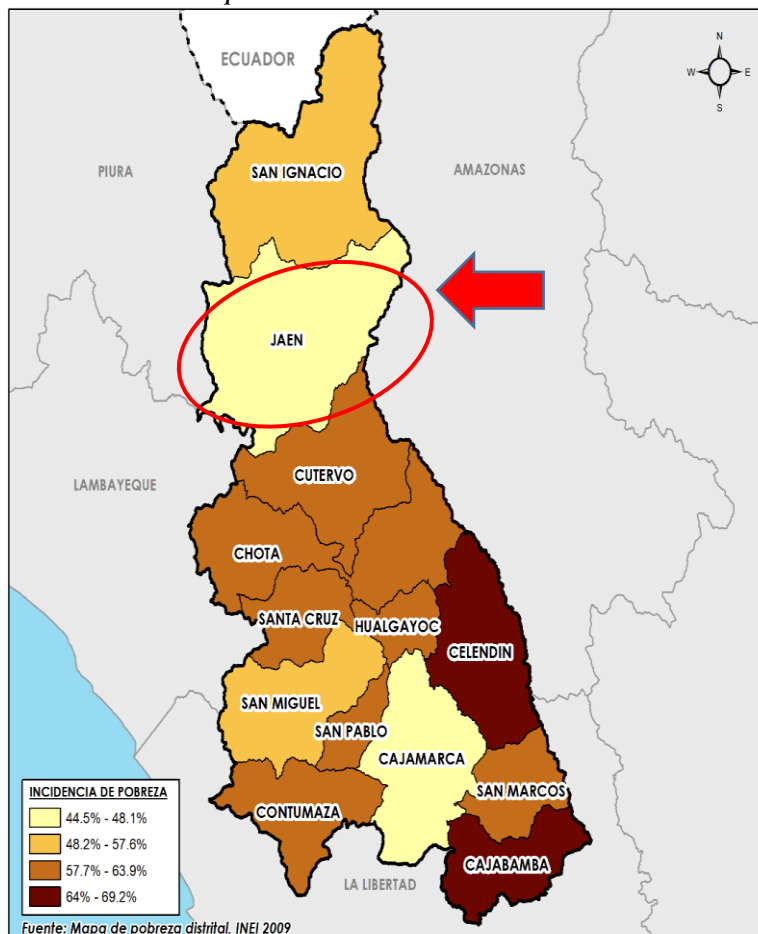 N
W
E
S
ECUADOR
PIURA
SAN IGNACIO
AMAZONAS
JAEN
LAMBAYEQUE
CUTERVO
CHOTA
SANTA CRUZ
HUALGAYOC
CELENDIN
SAN MIGUEL
SAN PABLO
CAJAMARCA
SAN MARCOS
CONTUMAZA
CAJABAMBA
LA LIBERTAD
INCIDENCIA DE POBREZA
44.5% - 48.1%
48.2% - 57.6%
57.7% - 63.9%
64% - 69.2%
Fuente: Mapa de pobreza distrital. INEI 2009